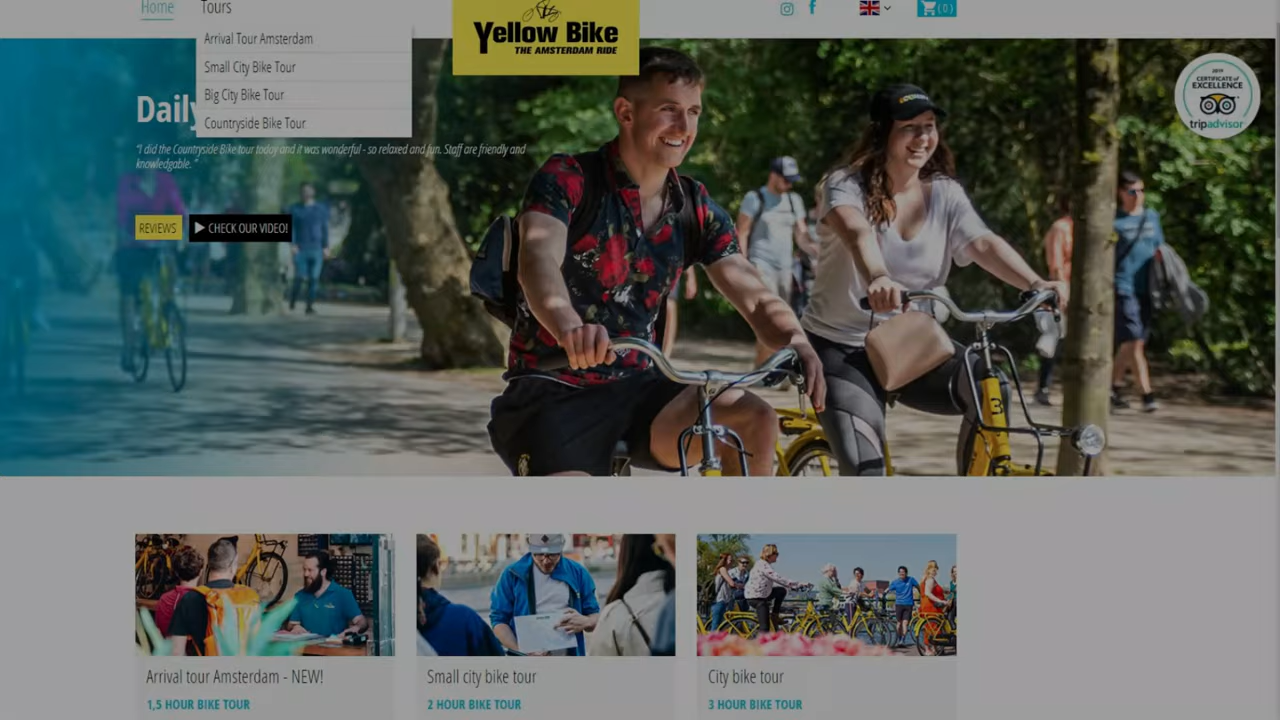 Home
Tours
(0)
Arrival Tour Amsterdam
Small City Bike Tour
Big City Bike Tour
Countryside Bike Tour
Yellow Bike
THE AMSTERDAM RIDE
2019
CERTIFICATE of
EXCELLENCE
tripadvisor
Daily
"I did the Countryside Bike tour today and it was wonderful - so relaxed and fun. Staff are friendly and
knowledgable. "
REVIEWS
CHECK OUR VIDEO!
3
Arrival tour Amsterdam - NEW!
1,5 HOUR BIKE TOUR
Small city bike tour
2 HOUR BIKE TOUR
City bike tour
3 HOUR BIKE TOUR